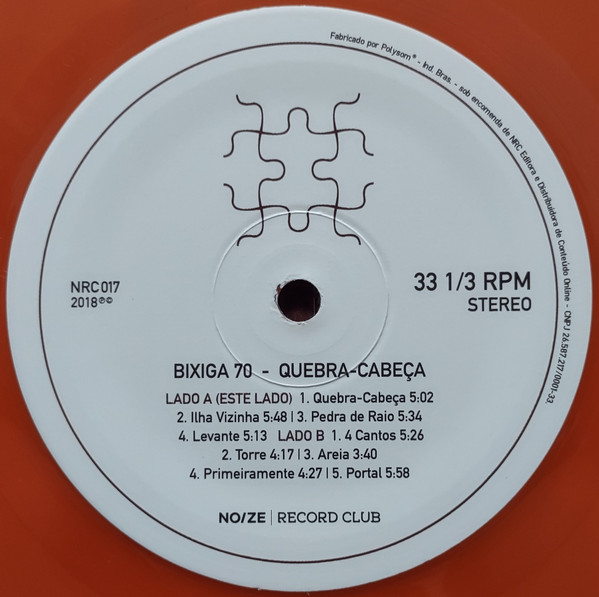 Fabricado por Polysom® - Ind. Bras. - sob encomenda de NRC Editora e Distribuidora de Conteúdo Online - CNPJ 26.587.217/0001-33.
NRC017
2018℗©
33 1/3 RPM
STEREO
BIXIGA 70 - QUEBRA-CABEÇA
LADO A (ESTE LADO) 1. Quebra-Cabeça 5:02
2. Ilha Vizinha 5:48 | 3. Pedra de Raio 5:34
4. Levante 5:13 LADO B 1. 4 Cantos 5:26
2. Torre 4:17 | 3. Areia 3:40
4. Primeiramente 4:27 | 5. Portal 5:58
NO/ZE | RECORD CLUB